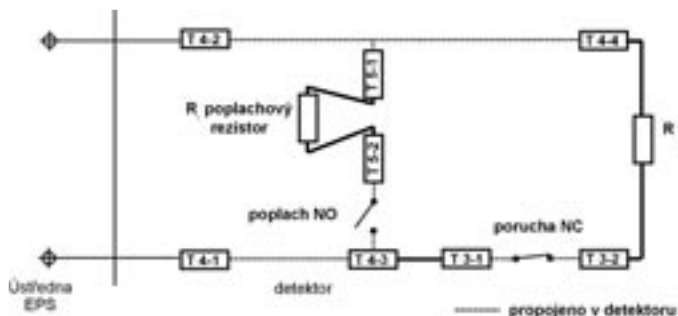 T 4-2
T 4-4
T 5-1
R poplachový
rezistor
R
T 5-2
poplach NO
porucha NC
T 4-1
T 4-3
T 3-1
T 3-2
Ústředna
EPS
detektor
propojeno v detektoru